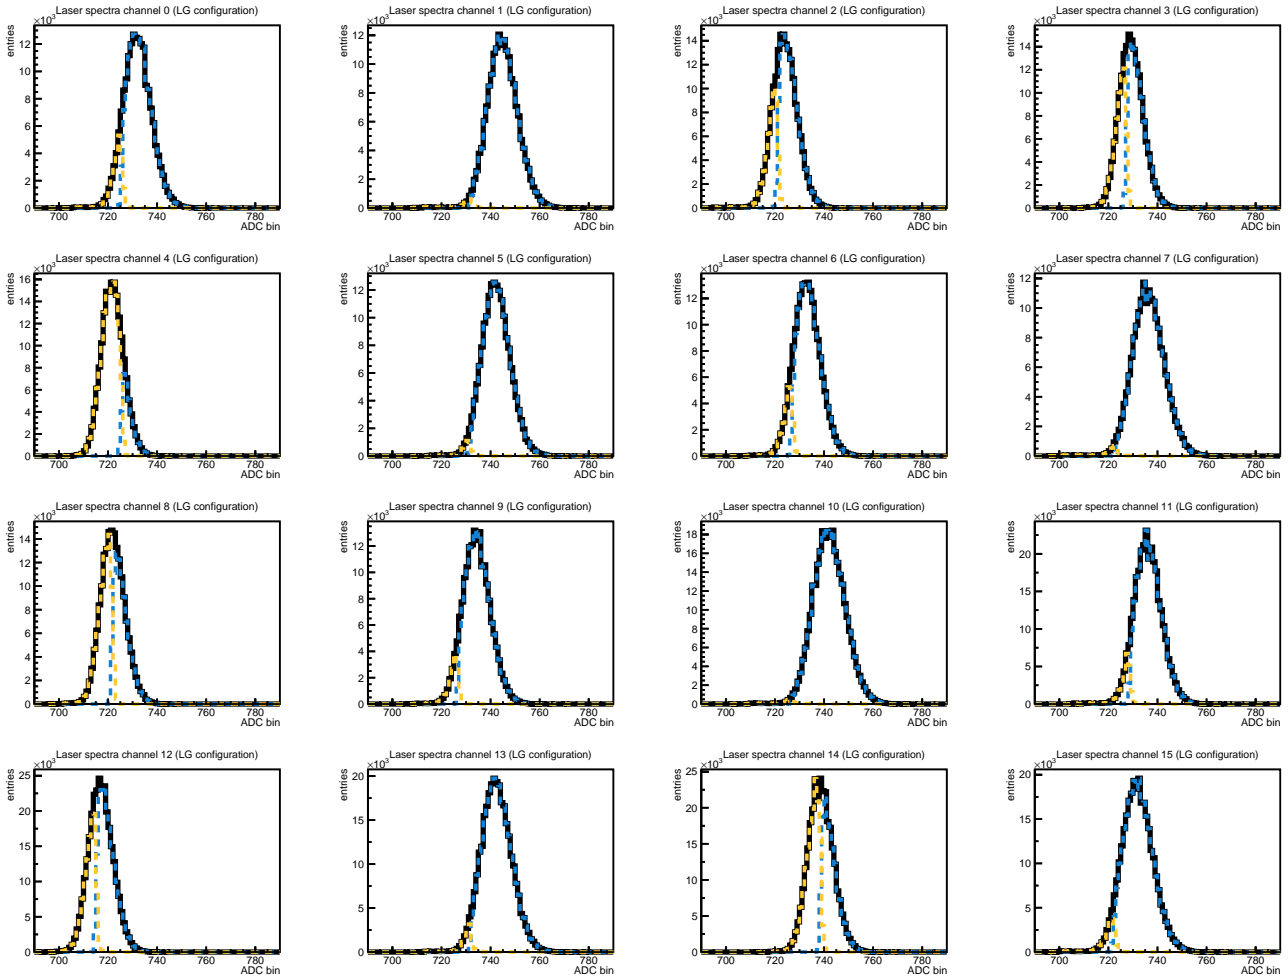 Laser spectra channel 0 (LG configuration)
×10³
entries
12
10
8
6
4
2
0
700 720 740 760 780
ADC bin
Laser spectra channel 1 (LG configuration)
×10³
entries
12
10
8
6
4
2
0
700 720 740 760 780
ADC bin
Laser spectra channel 2 (LG configuration)
×10³
entries
14
12
10
8
6
4
2
0
700 720 740 760 780
ADC bin
Laser spectra channel 3 (LG configuration)
×10³
entries
14
12
10
8
6
4
2
0
700 720 740 760 780
ADC bin
Laser spectra channel 4 (LG configuration)
×10³
entries
16
14
12
10
8
6
4
2
0
700 720 740 760 780
ADC bin
Laser spectra channel 5 (LG configuration)
×10³
entries
12
10
8
6
4
2
0
700 720 740 760 780
ADC bin
Laser spectra channel 6 (LG configuration)
×10³
entries
12
10
8
6
4
2
0
700 720 740 760 780
ADC bin
Laser spectra channel 7 (LG configuration)
×10³
entries
12
10
8
6
4
2
0
700 720 740 760 780
ADC bin
Laser spectra channel 8 (LG configuration)
×10³
entries
14
12
10
8
6
4
2
0
700 720 740 760 780
ADC bin
Laser spectra channel 9 (LG configuration)
×10³
entries
12
10
8
6
4
2
0
700 720 740 760 780
ADC bin
Laser spectra channel 10 (LG configuration)
×10³
entries
18
16
14
12
10
8
6
4
2
0
700 720 740 760 780
ADC bin
Laser spectra channel 11 (LG configuration)
×10³
entries
20
15
10
5
0
700 720 740 760 780
ADC bin
Laser spectra channel 12 (LG configuration)
×10³
entries
25
20
15
10
5
0
700 720 740 760 780
ADC bin
Laser spectra channel 13 (LG configuration)
×10³
entries
20
15
10
5
0
700 720 740 760 780
ADC bin
Laser spectra channel 14 (LG configuration)
×10³
entries
25
20
15
10
5
0
700 720 740 760 780
ADC bin
Laser spectra channel 15 (LG configuration)
×10³
entries
20
15
10
5
0
700 720 740 760 780
ADC bin